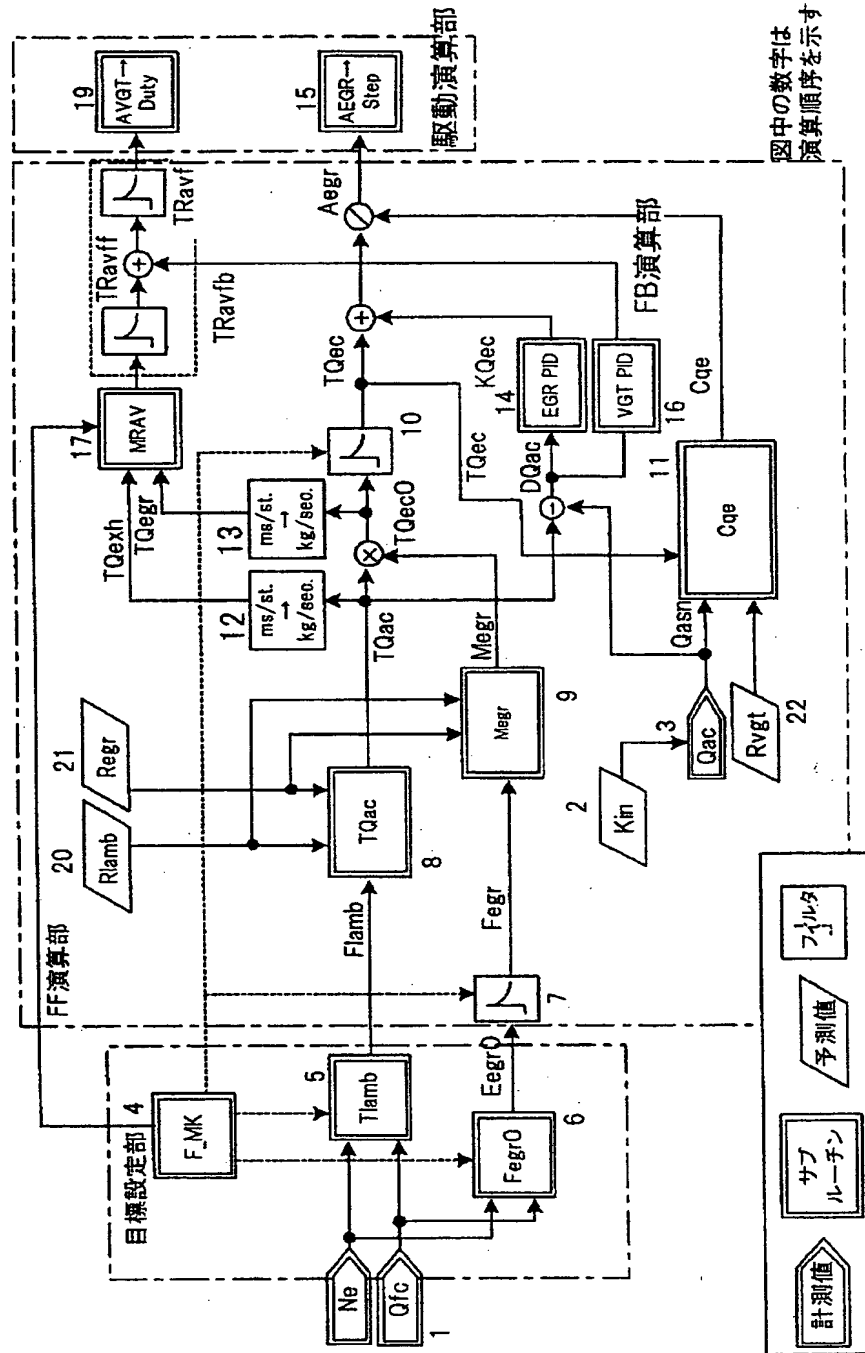 目標設定部
4
F_MK
Ne
Qfc
1
5
Tlamb
FegrO
6
EegrO
7
Fegr
Flamb
FF演算部
20
Rlamb
21
Regr
TQac
8
Megr
9
Megr
TQac
12
ms/st.
→
kg/seo.
13
ms/st.
→
kg/seo.
TQexh
TQegr
TQecO
10
17
MRAV
TRavff
TRavfb
TRavf
TQec
TQec
2
Kin
3
Qac
Rvgt
22
Qasn
DQac
14
EGR PID
KQec
VGT PID
16
11
Cqe
Cqe
FB演算部
Aegr
19
AVGT→
Duty
15
AEGR→
Step
駆動演算部
図中の数字は
演算順序を示す
計測値
サブ
ルーチン
予測値
フィルタ